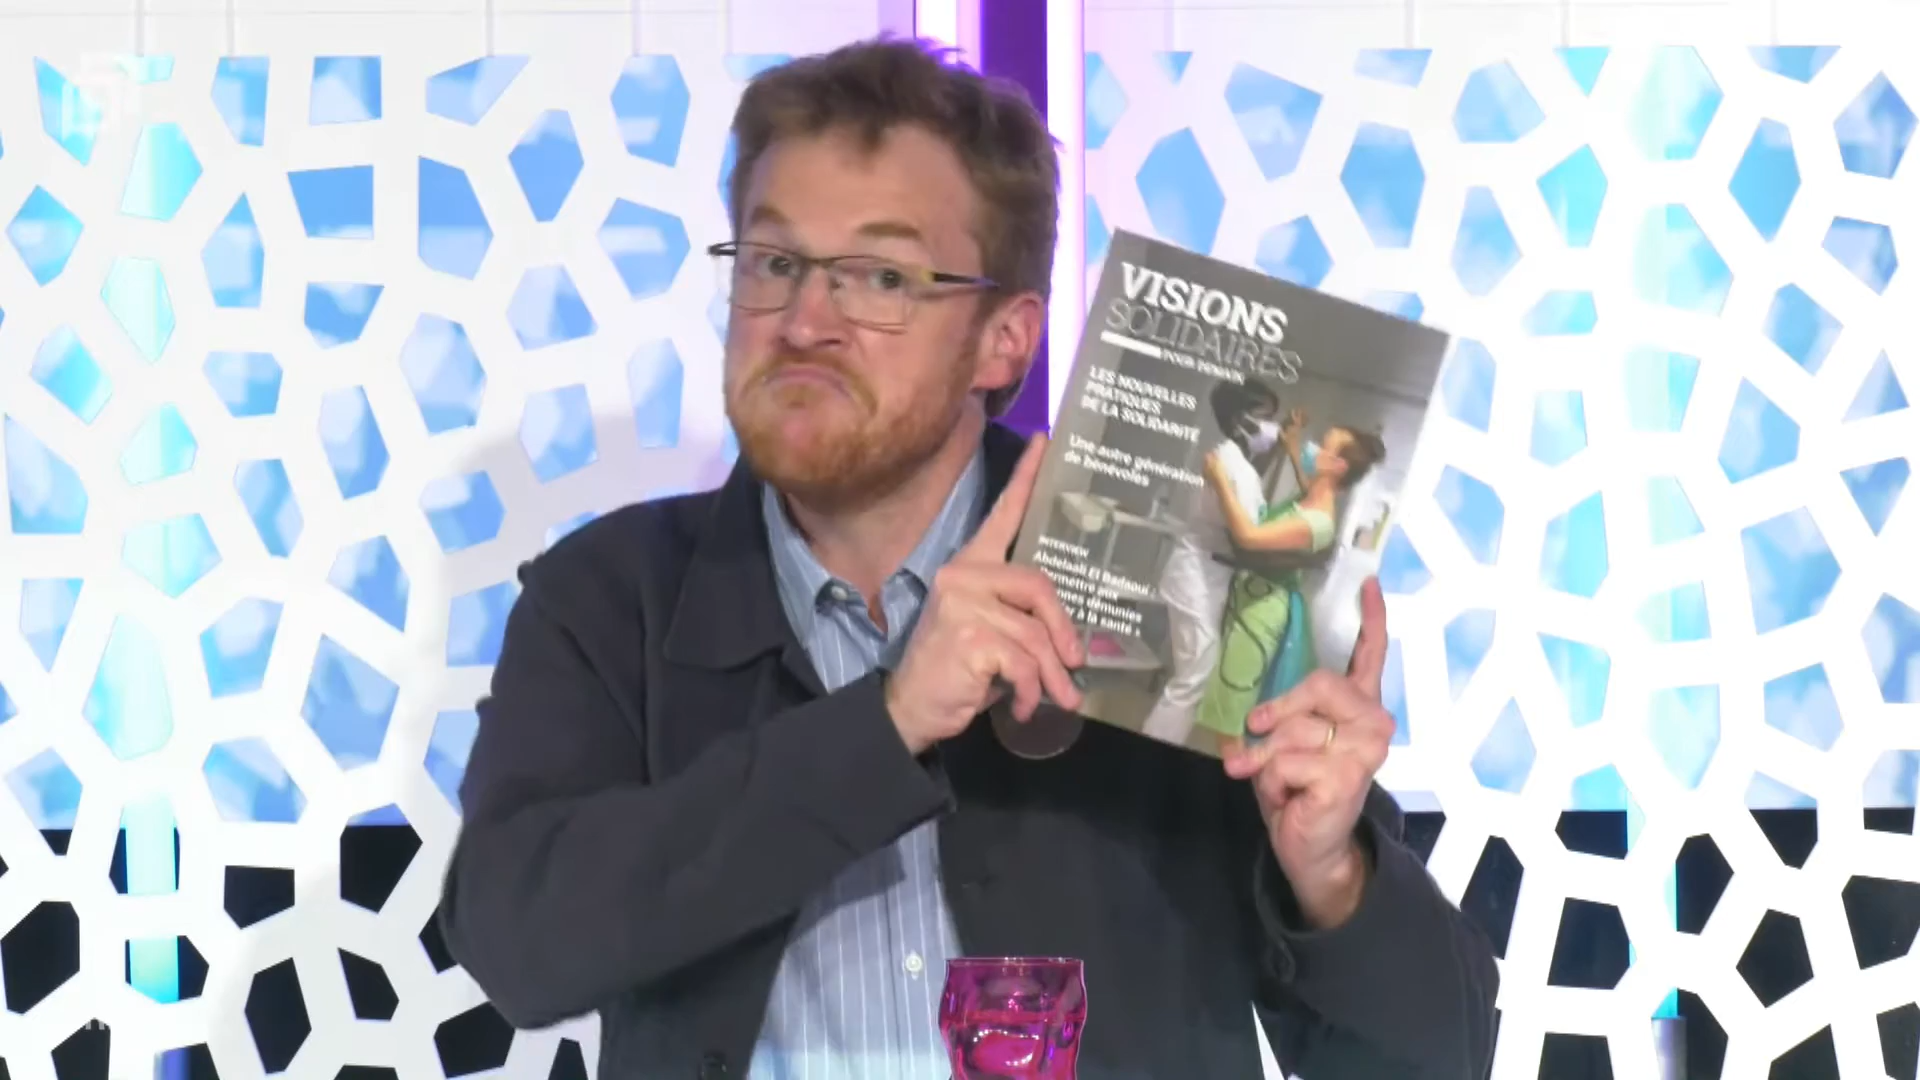 VISIONS
SOLIDAIRES
POUR DEMAIN
LES NOUVELLES
PRATIQUES
DE LA SOLIDARITÉ
Une autre génération
de bénévoles
INTERVIEW
Abdelaali El Badaoui :
Permettre aux
démunies
à la santé »